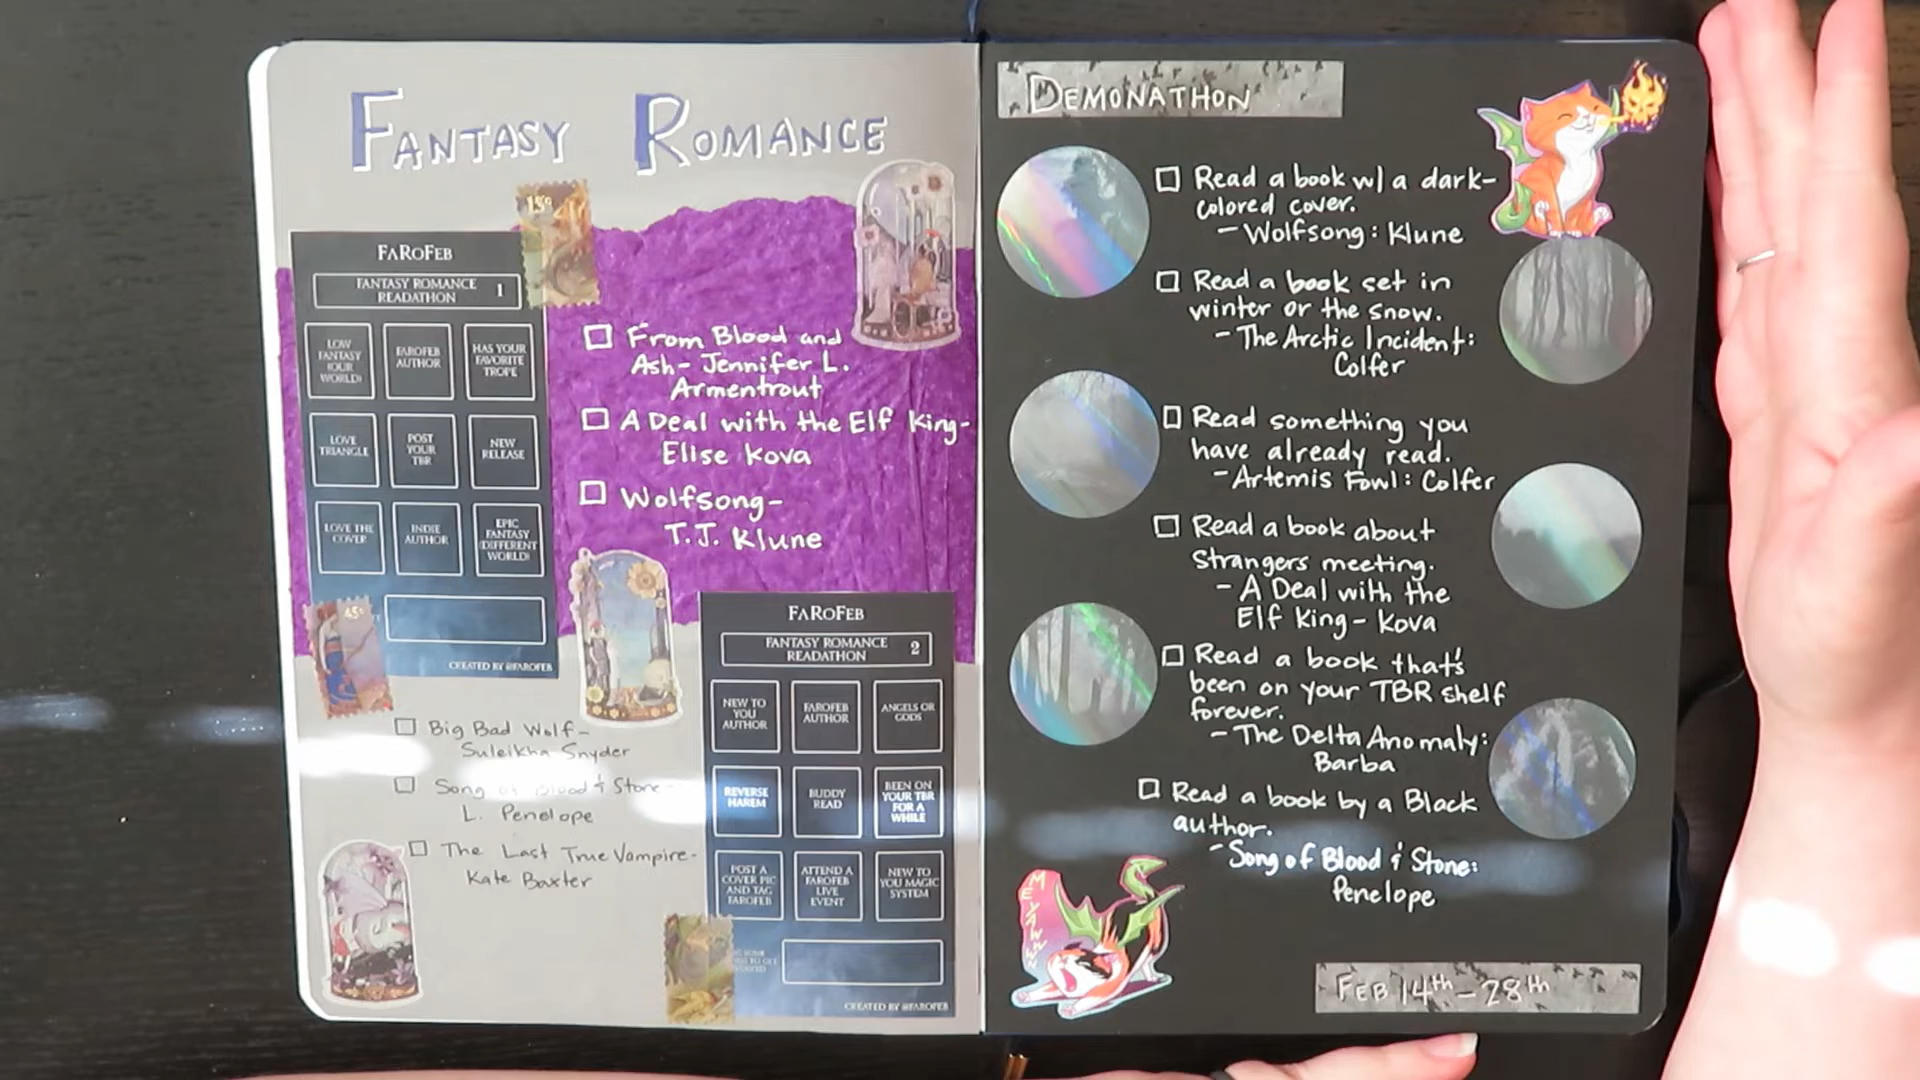 FANTASY ROMANCE
FAROFEB
FANTASY ROMANCE
READATHON 1
LOW
FANTASY
(OUR
WORLD)
FAROFEB
AUTHOR
HAS YOUR
FAVORITE
TROPE
LOVE
TRIANGLE
POST
YOUR
TBR
NEW
RELEASE
LOVE THE
COVER
INDIE
AUTHOR
EPIC
FANTASY
(DIFFERENT
WORLD)
CREATED BY @FAROFEB
15¢
45¢
From Blood and
Ash- Jennifer L.
Armentrout
A Deal with the Elf King-
Elise Kova
Wolfsong-
T.J. Klune
Big Bad Wolf-
Suleikha Snyder
Song of Blood & Stone-
L. Penelope
The Last True Vampire-
Kate Baxter
FAROFEB
FANTASY ROMANCE
READATHON 2
NEW TO
YOU
AUTHOR
FAROFEB
AUTHOR
ANGELS OR
GODS
REVERSE
HAREM
BUDDY
READ
BEEN ON
YOUR TBR
FOR A
WHILE
POST A
COVER PIC
AND TAG
FAROFEB
ATTEND A
FAROFEB
LIVE
EVENT
NEW TO
YOU MAGIC
SYSTEM
CREATED BY @FAROFEB
DEMONATHON
Read a book w/ a dark-
colored cover.
- Wolfsong: Klune
Read a book set in
winter or the snow.
- The Arctic Incident:
Colfer
Read something you
have already read.
- Artemis Fowl: Colfer
Read a book about
Strangers meeting.
- A Deal with the
Elf King- Kova
Read a book that's
been on your TBR shelf
forever.
- The Delta Anomaly:
Barba
Read a book by a Black
author.
- Song of Blood & Stone:
Penelope
FEB 14th - 28th